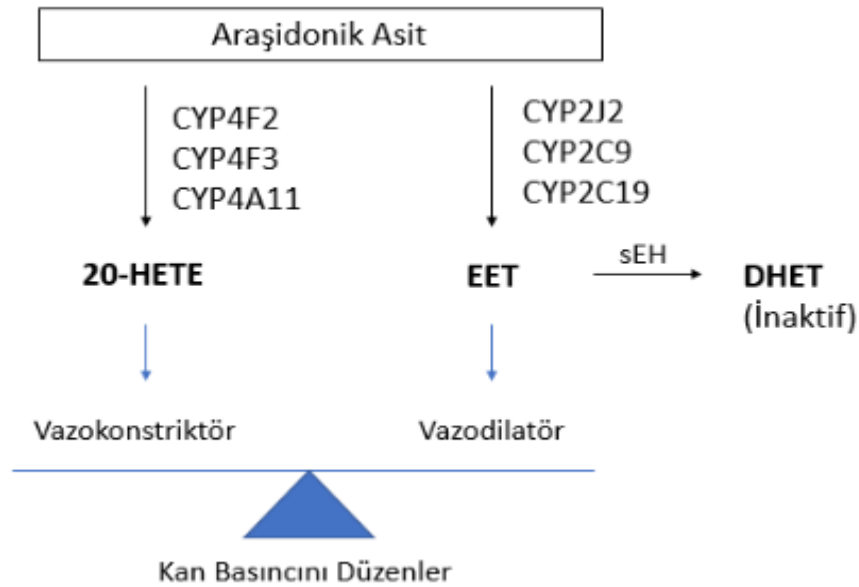 Araşidonik Asit
CYP4F2
CYP4F3
CYP4A11
CYP2J2
CYP2C9
CYP2C19
20-HETE
EET
sEH
DHET
(İnaktif)
Vazokonstriktör
Vazodilatör
Kan Basıncını Düzenler